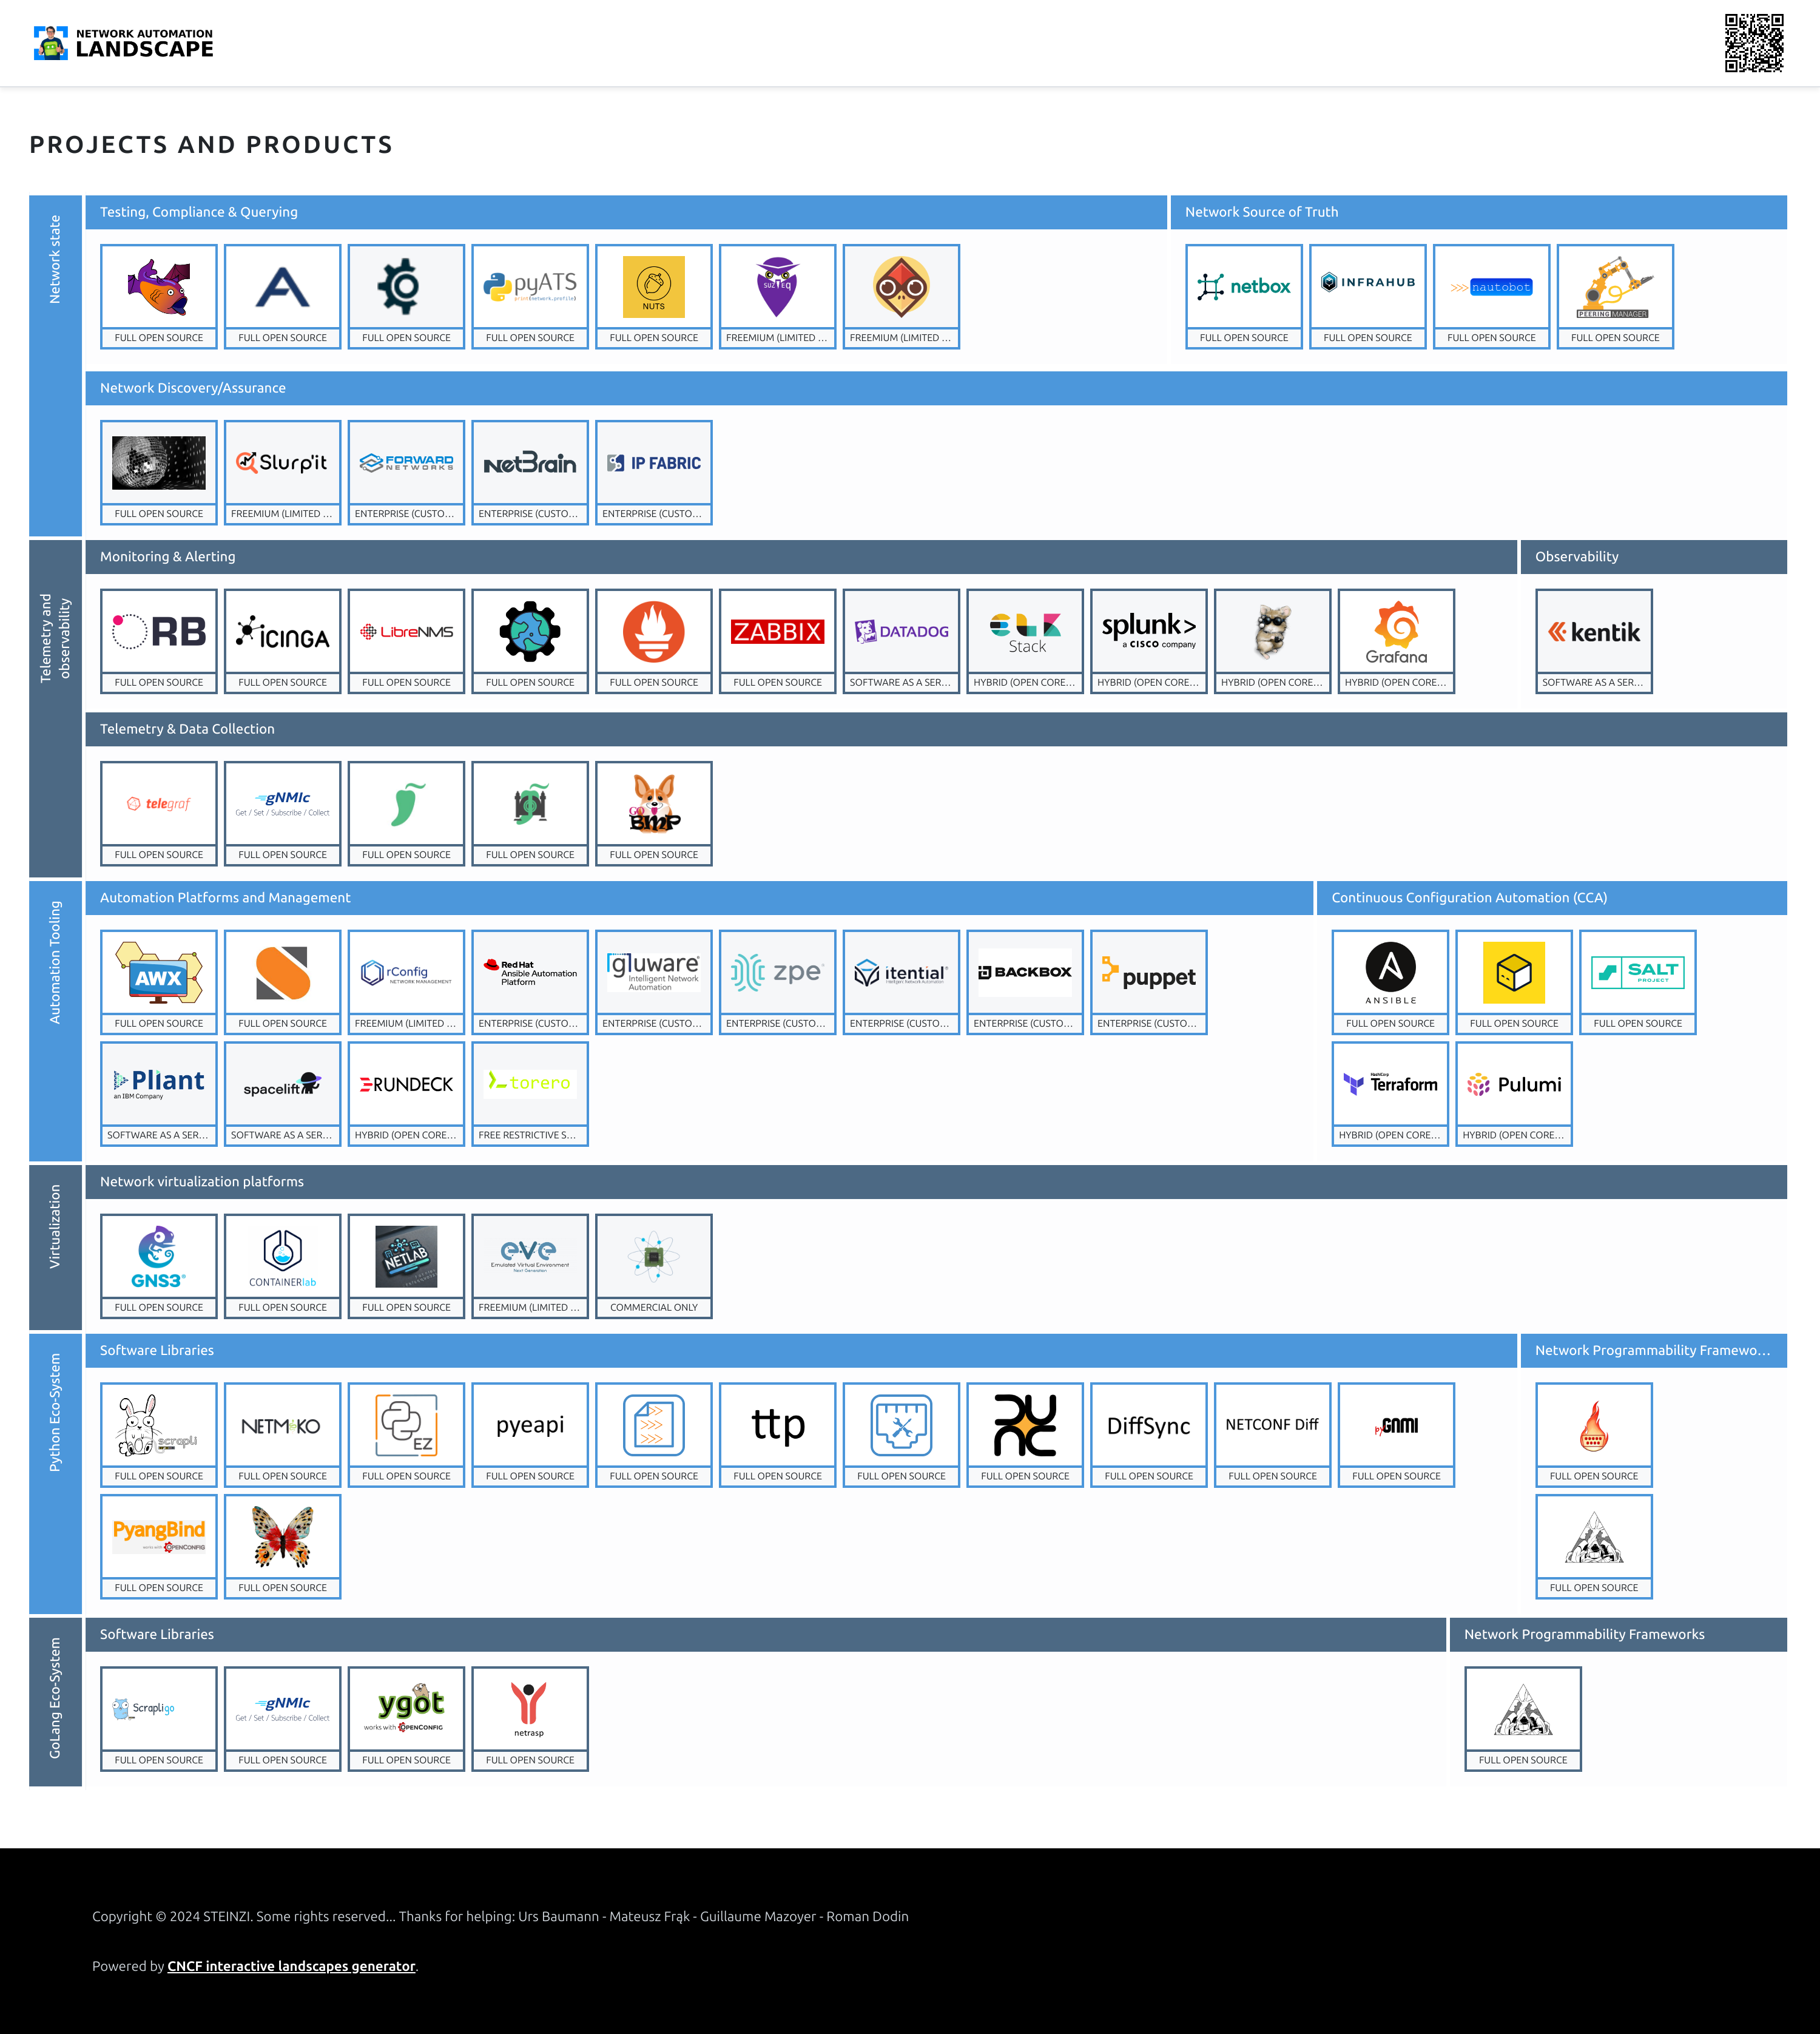 NETWORK AUTOMATION
LANDSCAPE
PROJECTS AND PRODUCTS
Network state
Testing, Compliance & Querying
pyATS
print(network.profile)
NUTS
SUZIEQ
FULL OPEN SOURCE
FULL OPEN SOURCE
FULL OPEN SOURCE
FULL OPEN SOURCE
FULL OPEN SOURCE
FREEMIUM (LIMITED ...
FREEMIUM (LIMITED ...
Network Source of Truth
netbox
INFRAHUB
>>> nautobot
PEERING MANAGER
FULL OPEN SOURCE
FULL OPEN SOURCE
FULL OPEN SOURCE
FULL OPEN SOURCE
Network Discovery/Assurance
Slurp'it
FORWARD
NETWORKS
NetBrain
IP FABRIC
FULL OPEN SOURCE
FREEMIUM (LIMITED ...
ENTERPRISE (CUSTO...
ENTERPRISE (CUSTO...
ENTERPRISE (CUSTO...
Telemetry and
observability
Monitoring & Alerting
RB
ICINGA
LibreNMS
ZABBIX
DATADOG
ELK
Stack
splunk>
a CISCO company
Grafana
FULL OPEN SOURCE
FULL OPEN SOURCE
FULL OPEN SOURCE
FULL OPEN SOURCE
FULL OPEN SOURCE
FULL OPEN SOURCE
SOFTWARE AS A SER...
HYBRID (OPEN CORE...
HYBRID (OPEN CORE...
HYBRID (OPEN CORE...
HYBRID (OPEN CORE...
Observability
kentik
SOFTWARE AS A SER...
Telemetry & Data Collection
telegraf
gNMIc
Get / Set / Subscribe / Collect
GO
BMP
FULL OPEN SOURCE
FULL OPEN SOURCE
FULL OPEN SOURCE
FULL OPEN SOURCE
FULL OPEN SOURCE
Automation Tooling
Automation Platforms and Management
AWX
rConfig
NETWORK MANAGEMENT
Red Hat
Ansible Automation
Platform
gluware®
Intelligent Network
Automation
zpe
itential
Intelligent Network Automation
BACKBOX
puppet
FULL OPEN SOURCE
FULL OPEN SOURCE
FREEMIUM (LIMITED ...
ENTERPRISE (CUSTO...
ENTERPRISE (CUSTO...
ENTERPRISE (CUSTO...
ENTERPRISE (CUSTO...
ENTERPRISE (CUSTO...
ENTERPRISE (CUSTO...
Pliant
an IBM Company
spacelift
RUNDECK
torero
SOFTWARE AS A SER...
SOFTWARE AS A SER...
HYBRID (OPEN CORE...
FREE RESTRICTIVE S...
Continuous Configuration Automation (CCA)
ANSIBLE
SALT
PROJECT
FULL OPEN SOURCE
FULL OPEN SOURCE
FULL OPEN SOURCE
HashiCorp
Terraform
Pulumi
HYBRID (OPEN CORE...
HYBRID (OPEN CORE...
Virtualization
Network virtualization platforms
GNS3
CONTAINERlab
NETLAB
eve
Emulated Virtual Environment
Next Generation
FULL OPEN SOURCE
FULL OPEN SOURCE
FULL OPEN SOURCE
FREEMIUM (LIMITED ...
COMMERCIAL ONLY
Python Eco-System
Software Libraries
scrapli
NETMIKO
EZ
pyeapi
ttp
DiffSync
NETCONF Diff
pyGNMI
FULL OPEN SOURCE
FULL OPEN SOURCE
FULL OPEN SOURCE
FULL OPEN SOURCE
FULL OPEN SOURCE
FULL OPEN SOURCE
FULL OPEN SOURCE
FULL OPEN SOURCE
FULL OPEN SOURCE
FULL OPEN SOURCE
FULL OPEN SOURCE
PyangBind
works with OPENCONFIG
FULL OPEN SOURCE
FULL OPEN SOURCE
Network Programmability Framewo...
FULL OPEN SOURCE
FULL OPEN SOURCE
GoLang Eco-System
Software Libraries
Scrapligo
gNMIc
Get / Set / Subscribe / Collect
ygot
works with OPENCONFIG
netrasp
FULL OPEN SOURCE
FULL OPEN SOURCE
FULL OPEN SOURCE
FULL OPEN SOURCE
Network Programmability Frameworks
FULL OPEN SOURCE
Copyright © 2024 STEINZI. Some rights reserved... Thanks for helping: Urs Baumann - Mateusz Frąk - Guillaume Mazoyer - Roman Dodin
Powered by CNCF interactive landscapes generator.